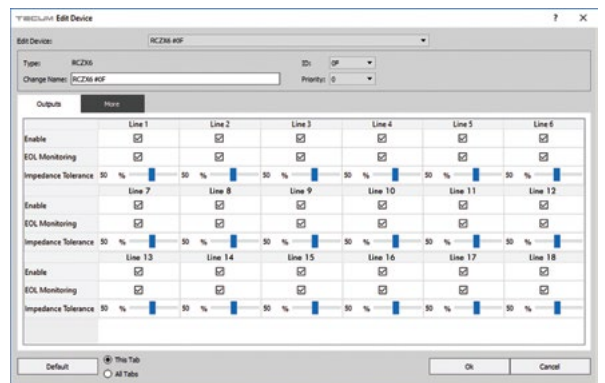 TECUM Edit Device ? X
Edit Device: RCZX6 #0F
Type: RCZX6 ID: 0F
Change Name: RCZX6 #0F Priority: 0
Outputs More
Line 1 Line 2 Line 3 Line 4 Line 5 Line 6
Enable
EOL Monitoring
Impedance Tolerance 50 % 50 % 50 % 50 % 50 % 50 %
Line 7 Line 8 Line 9 Line 10 Line 11 Line 12
Enable
EOL Monitoring
Impedance Tolerance 50 % 50 % 50 % 50 % 50 % 50 %
Line 13 Line 14 Line 15 Line 16 Line 17 Line 18
Enable
EOL Monitoring
Impedance Tolerance 50 % 50 % 50 % 50 % 50 % 50 %
Default This Tab Ok Cancel
All Tabs